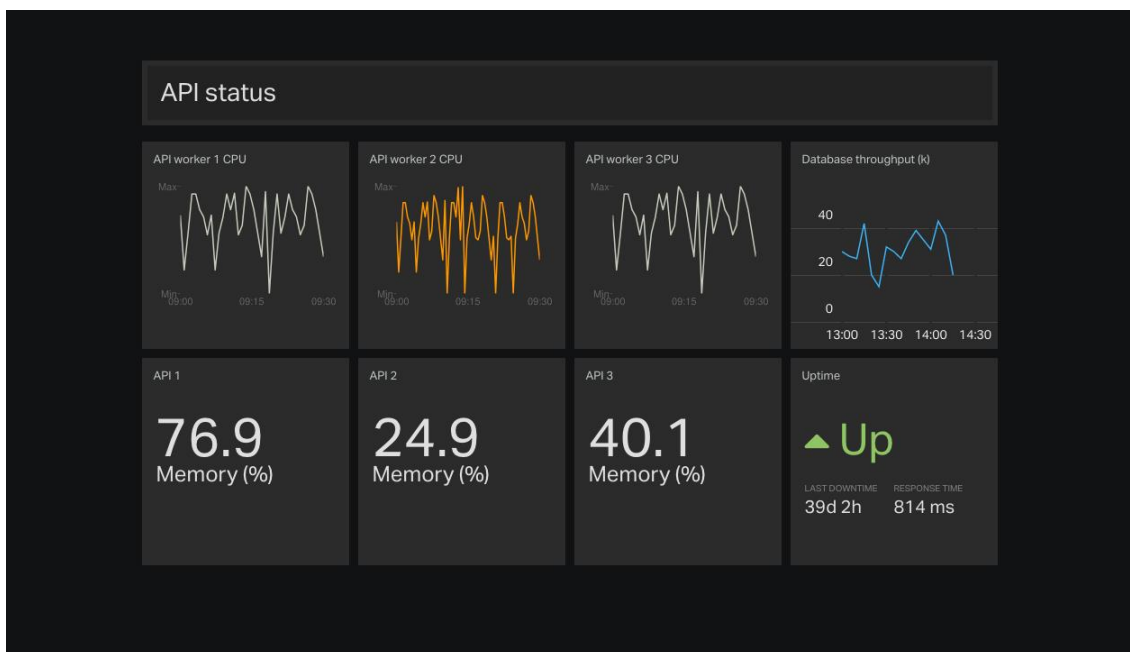 API status
API worker 1 CPU
Max
Min
09:00 09:15 09:30
API worker 2 CPU
Max
Min
09:00 09:15 09:30
API worker 3 CPU
Max
Min
09:00 09:15 09:30
Database throughput (k)
40
20
0
13:00 13:30 14:00 14:30
API 1
76.9
Memory (%)
API 2
24.9
Memory (%)
API 3
40.1
Memory (%)
Uptime
Up
LAST DOWNTIME RESPONSE TIME
39d 2h 814 ms